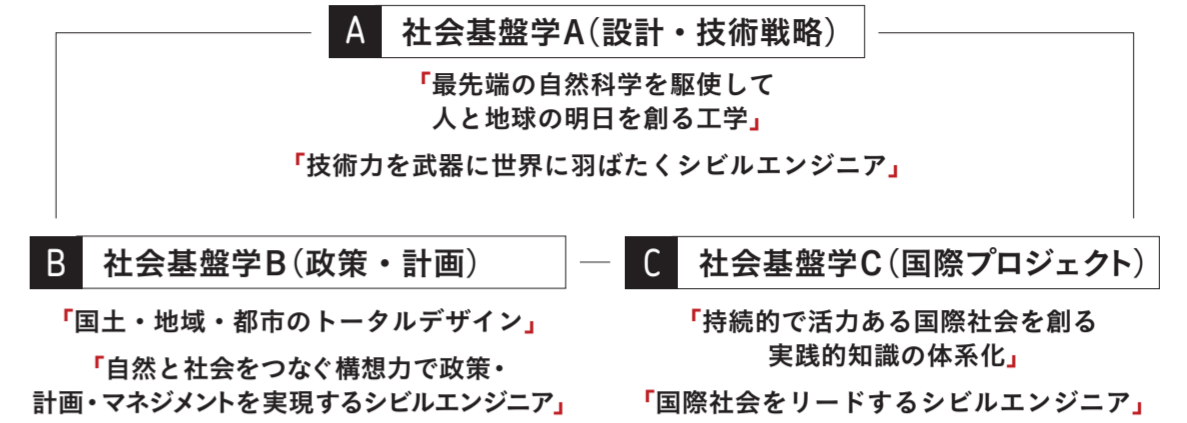 A 社会基盤学A(設計・技術戦略)
「最先端の自然科学を駆使して
人と地球の明日を創る工学」
「技術力を武器に世界に羽ばたくシビルエンジニア」
B 社会基盤学B(政策・計画)
「国土・地域・都市のトータルデザイン」
「自然と社会をつなぐ構想力で政策・
計画・マネジメントを実現するシビルエンジニア」
C 社会基盤学C(国際プロジェクト)
「持続的で活力ある国際社会を創る
実践的知識の体系化」
「国際社会をリードするシビルエンジニア」